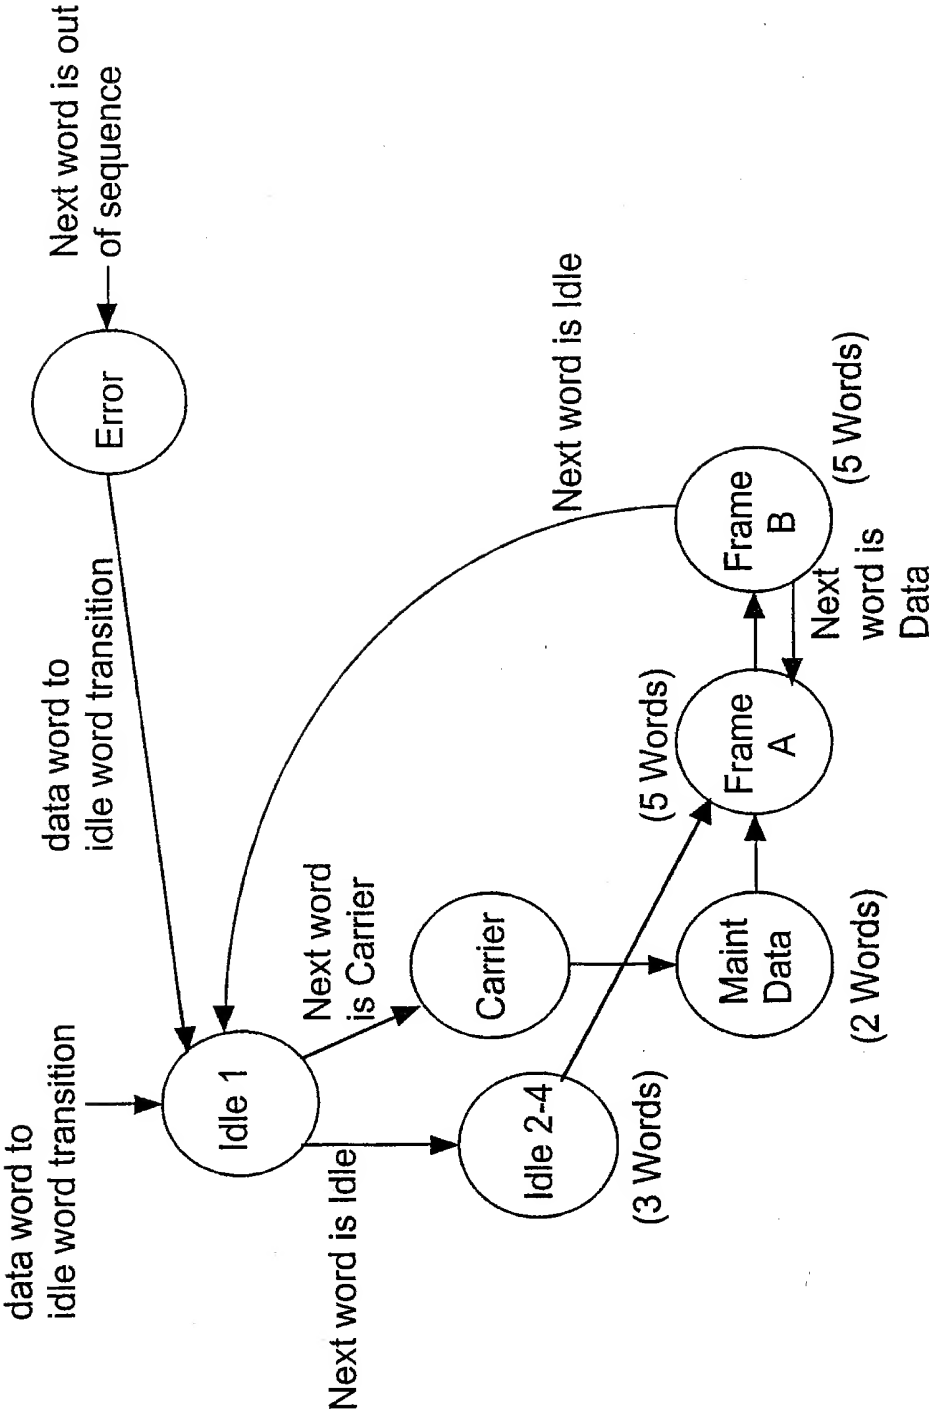 data word to
idle word transition
Next word is Idle
Idle 1
Next word
is Carrier
data word to
idle word transition
Error
Next word is out
of sequence
Idle 2-4
(3 Words)
Carrier
Maint
Data
(2 Words)
Frame
A
(5 Words)
Next word is Idle
Frame
B
(5 Words)
Next
word is
Data